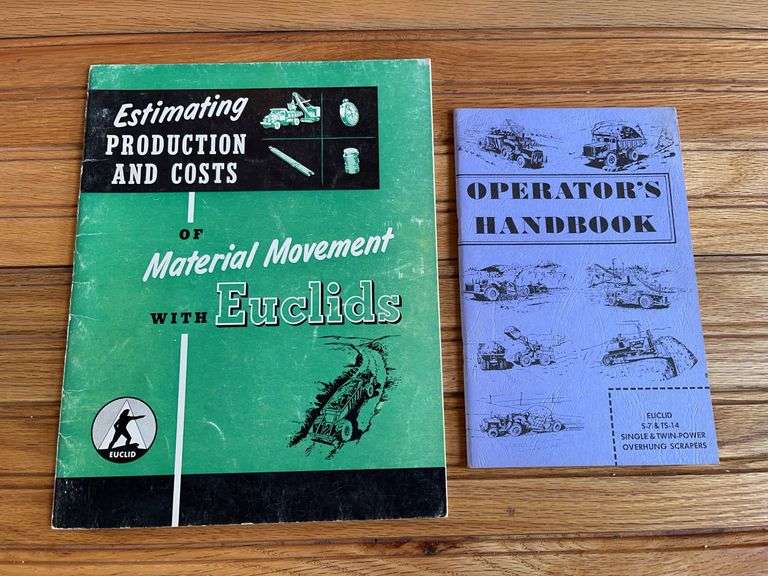 Estimating
PRODUCTION
AND COSTS
OF
Material Movement
WITH Euclids
EUCLID
OPERATOR'S
HANDBOOK
EUCLID
S-7 & TS-14
SINGLE & TWIN-POWER
OVERHUNG SCRAPERS